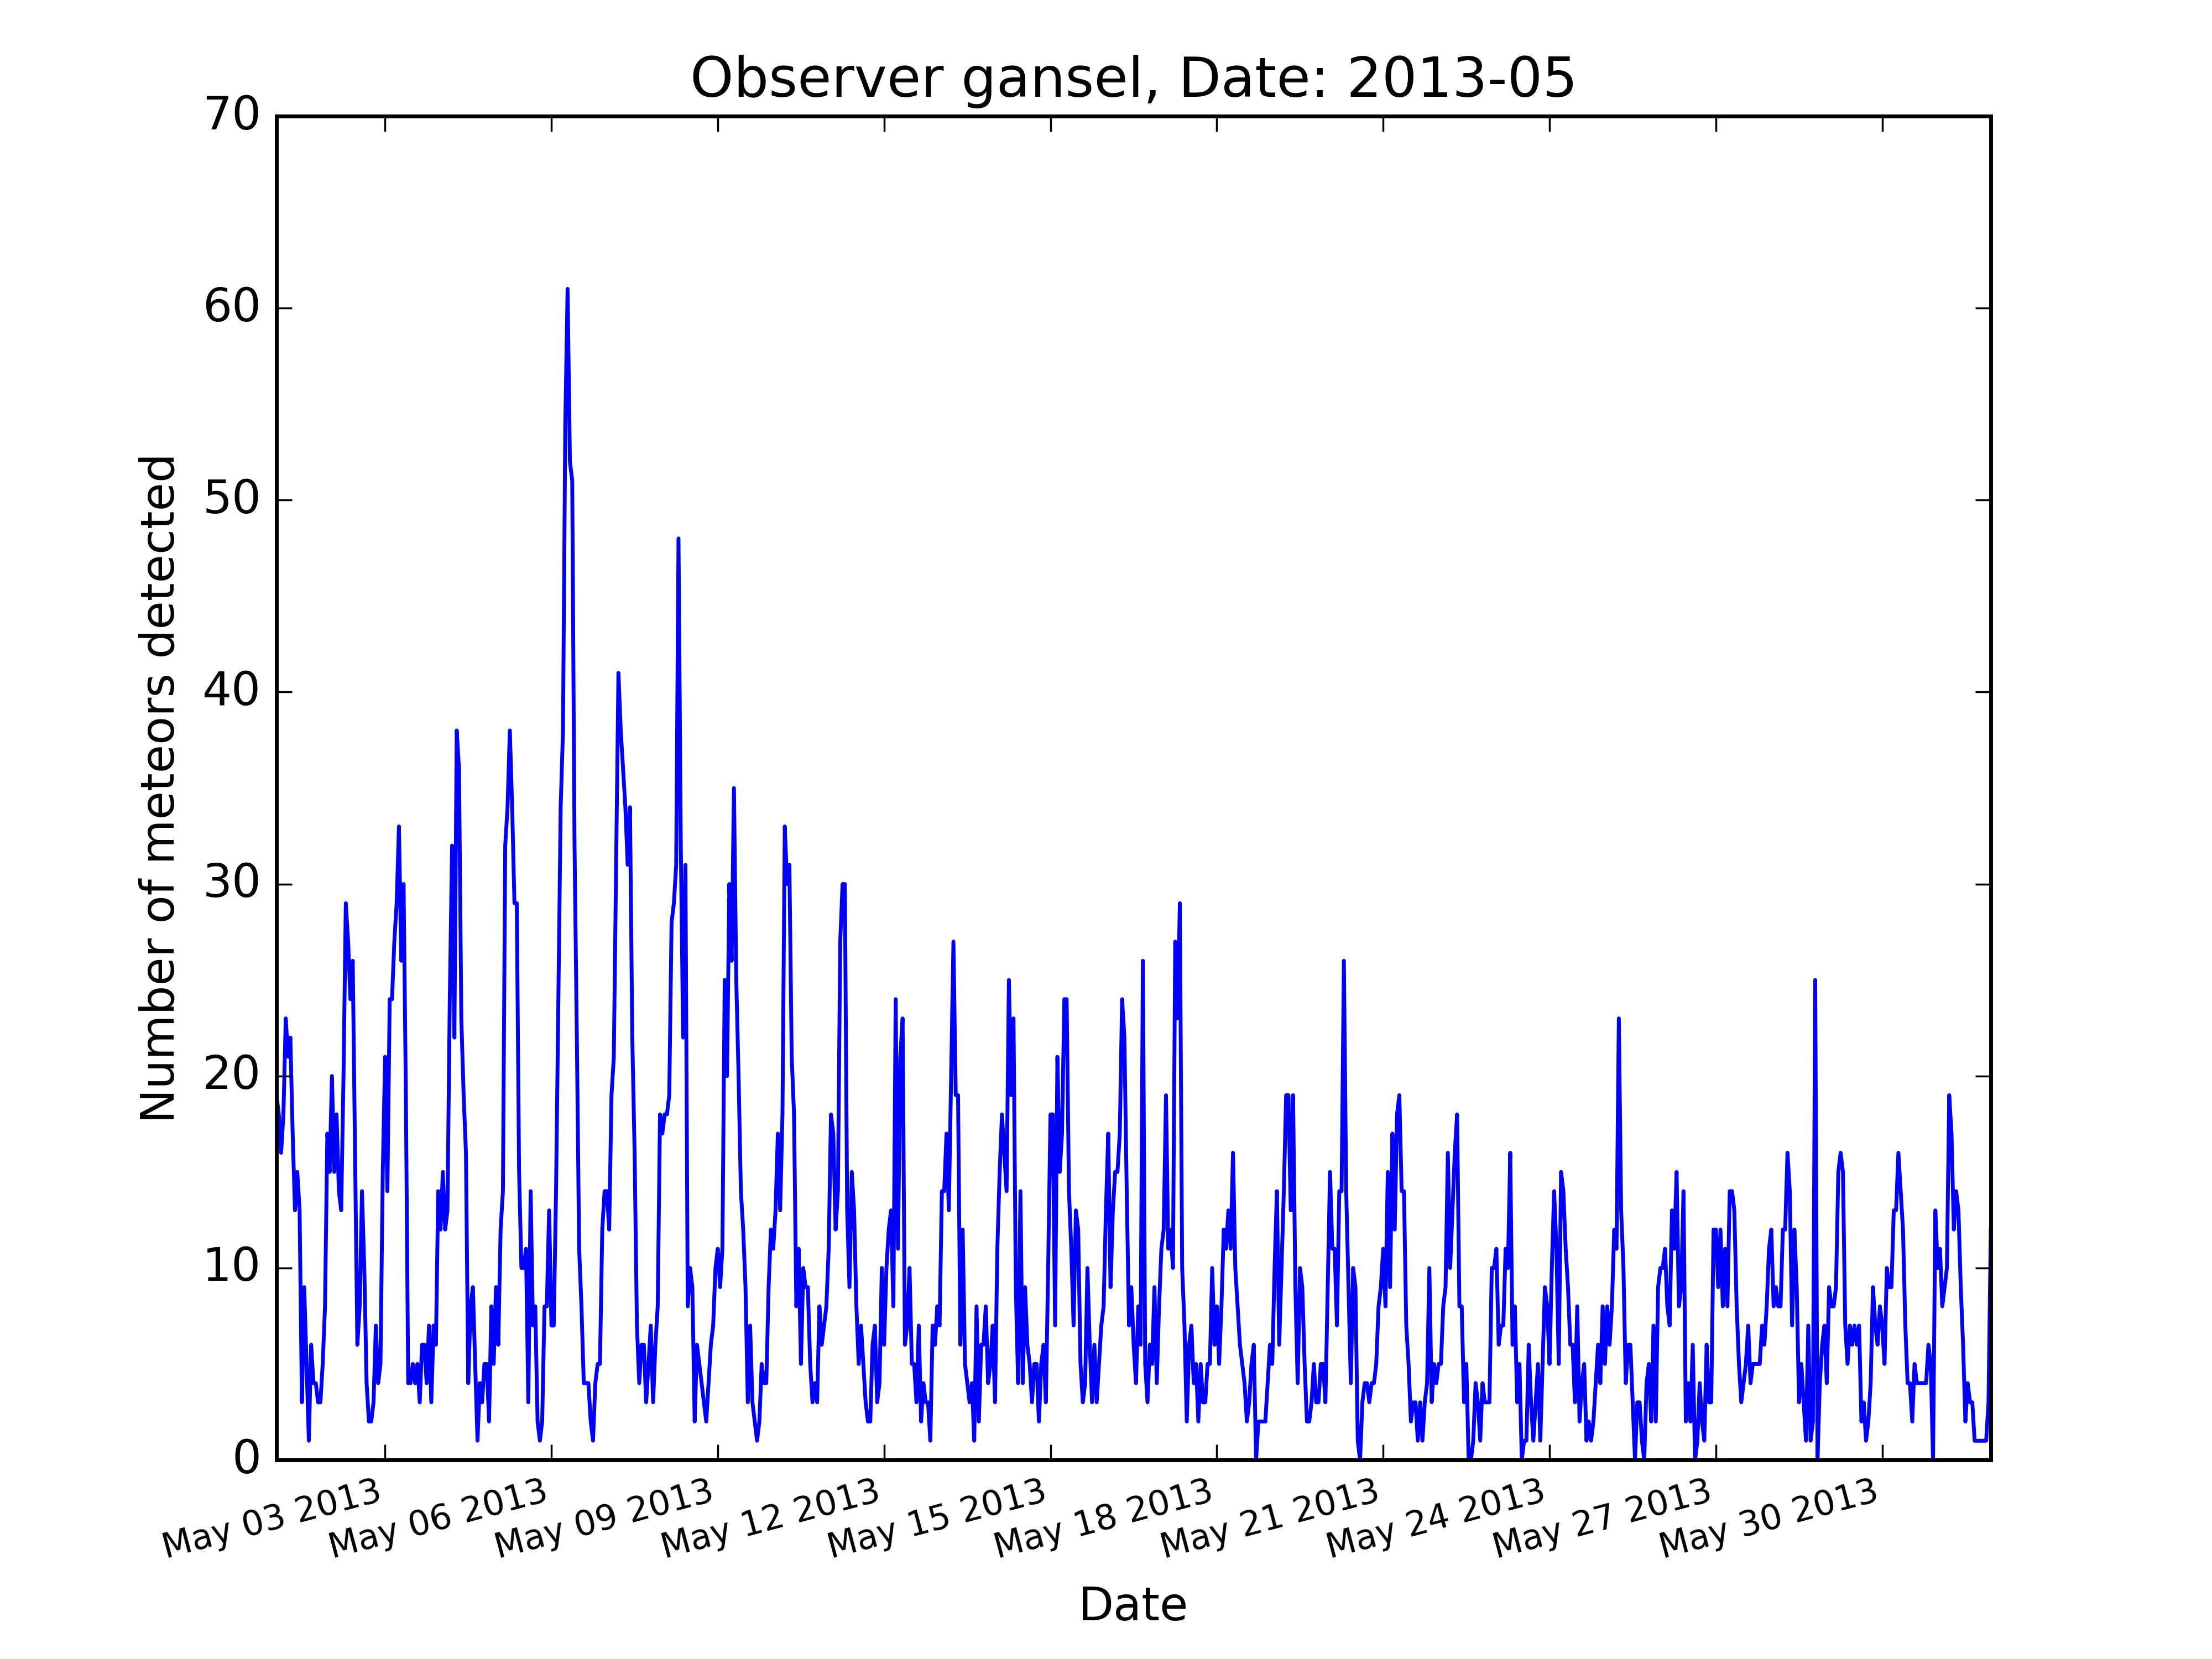 Observer gansel, Date: 2013-05
Number of meteors detected
70
60
50
40
30
20
10
0
May 03 2013
May 06 2013
May 09 2013
May 12 2013
May 15 2013
May 18 2013
May 21 2013
May 24 2013
May 27 2013
May 30 2013
Date